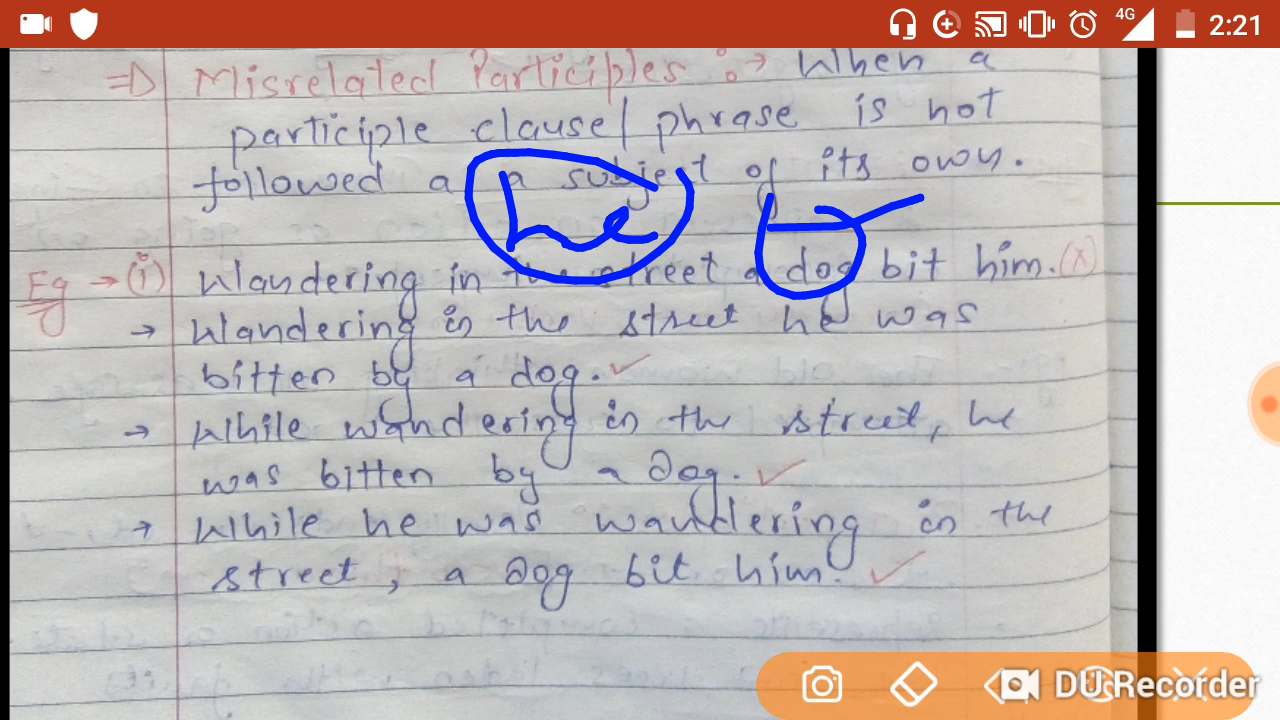 4G 2:21
=> Misrelated Participles :→ When a
participle clause/phrase is not
followed a a subject of its own.
he
Eg → (i) Wandering in the street a dog bit him. (x)
→ Wandering in the street he was
bitten by a dog. ✓
→ While wandering in the street, he
was bitten by a dog. ✓
→ While he was wandering in the
street, a dog bit him. ✓
DU Recorder